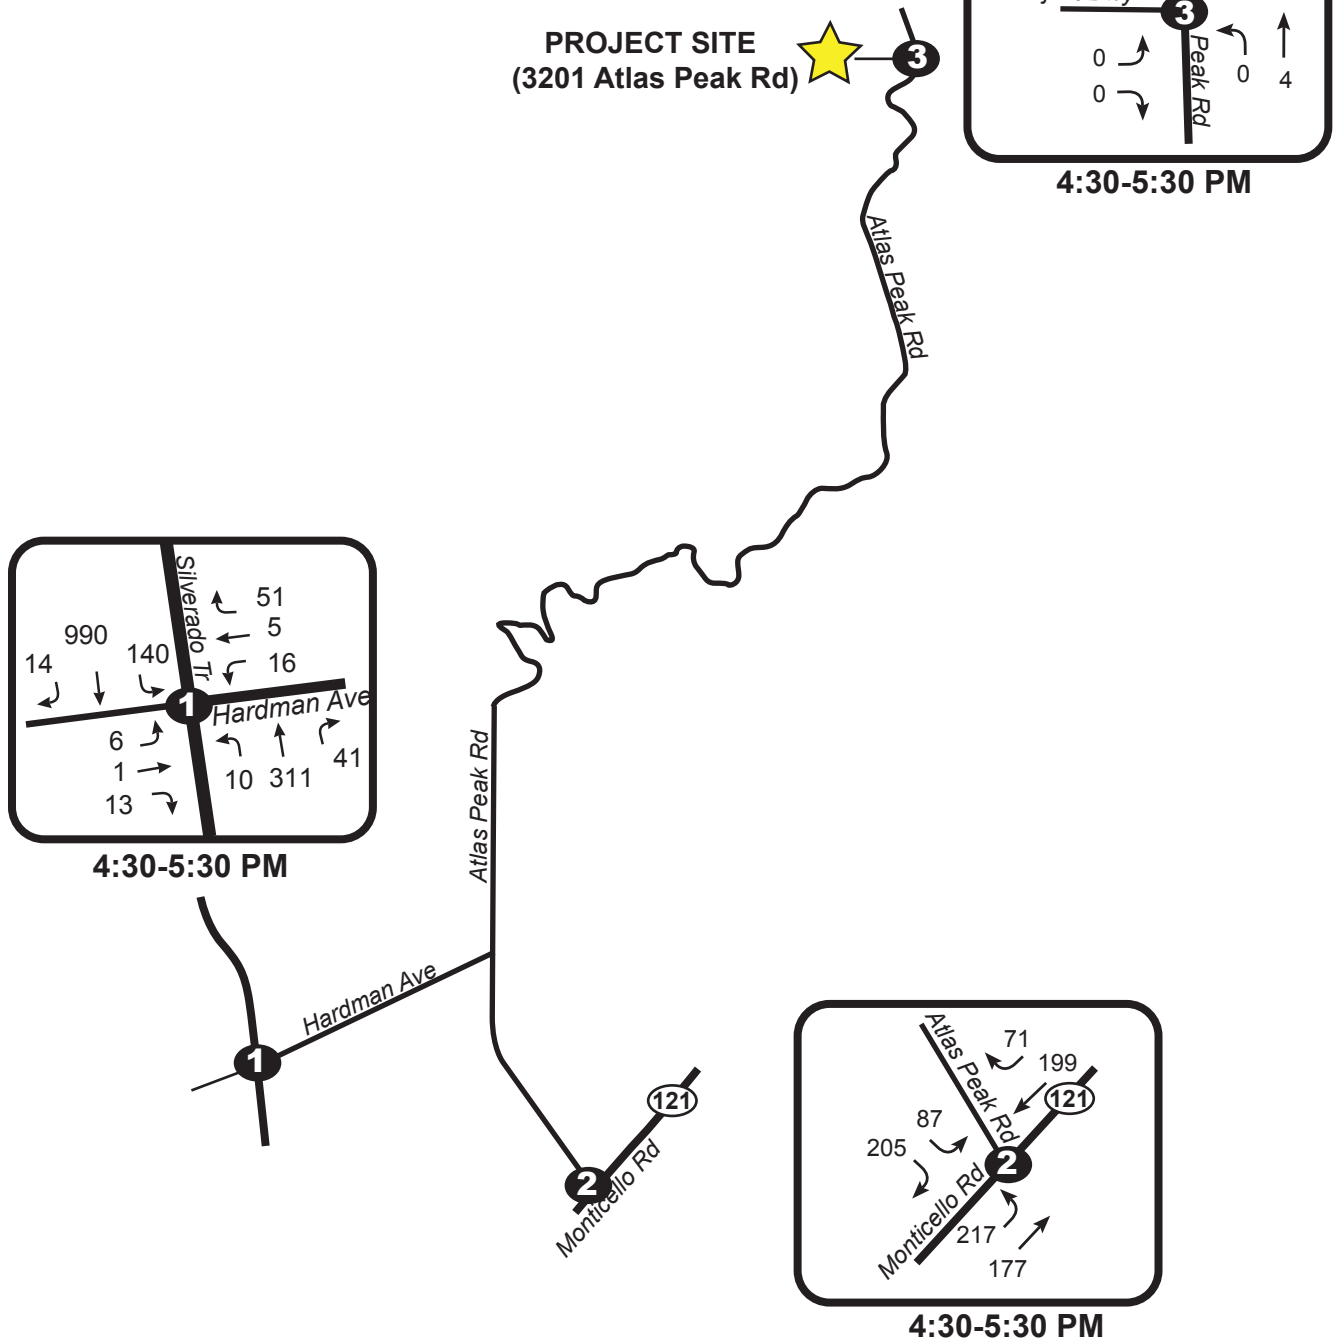 PROJECT SITE
(3201 Atlas Peak Rd)
3
3
Peak Rd
0
0
0
4
4:30-5:30 PM
Atlas Peak Rd
Silverado Tr
51
5
16
990
14
140
1
Hardman Ave
6
1
13
10
311
41
4:30-5:30 PM
Atlas Peak Rd
Hardman Ave
1
121
2
Monticello Rd
Atlas Peak Rd
71
199
121
87
205
2
Monticello Rd
217
177
4:30-5:30 PM